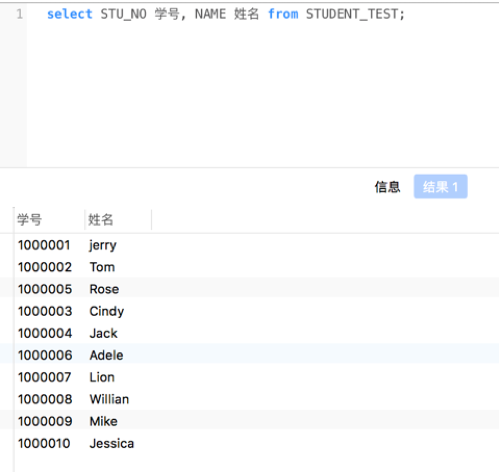 1 select STU_NO 学号, NAME 姓名 from STUDENT_TEST;
信息 结果 1
学号 姓名
1000001 jerry
1000002 Tom
1000005 Rose
1000003 Cindy
1000004 Jack
1000006 Adele
1000007 Lion
1000008 Willian
1000009 Mike
1000010 Jessica